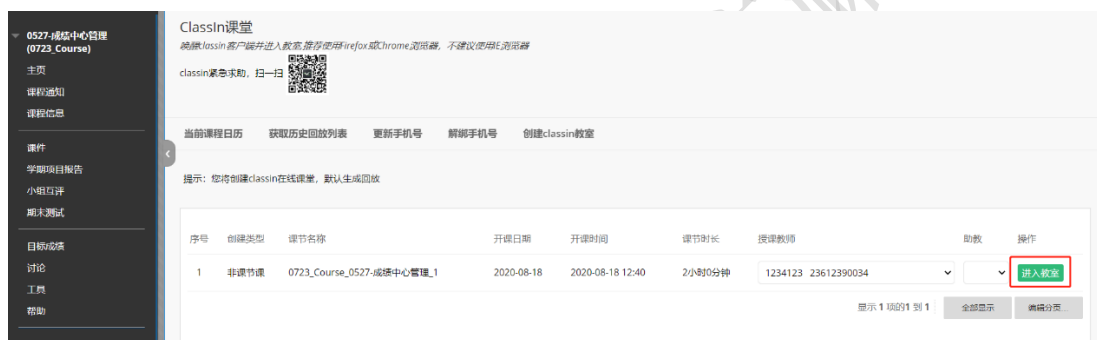 0527-成绩中心管理
(0723_Course)
主页
课程通知
课程信息
课件
学期项目报告
小组互评
期末测试
目标成绩
讨论
工具
帮助
ClassIn课堂
唤醒classin客户端并进入教室,推荐使用Firefox或Chrome浏览器，不建议使用IE浏览器
classin紧急求助，扫一扫
当前课程日历 获取历史回放列表 更新手机号 解绑手机号 创建classin教室
提示：您将创建classin在线课堂，默认生成回放
序号 创建类型 课节名称 开课日期 开课时间 课节时长 授课教师 助教 操作
1 非课节课 0723_Course_0527-成绩中心管理_1 2020-08-18 2020-08-18 12:40 2小时0分钟 1234123 23612390034 进入教室
显示 1 项的1 到 1 全部显示 编辑分页...